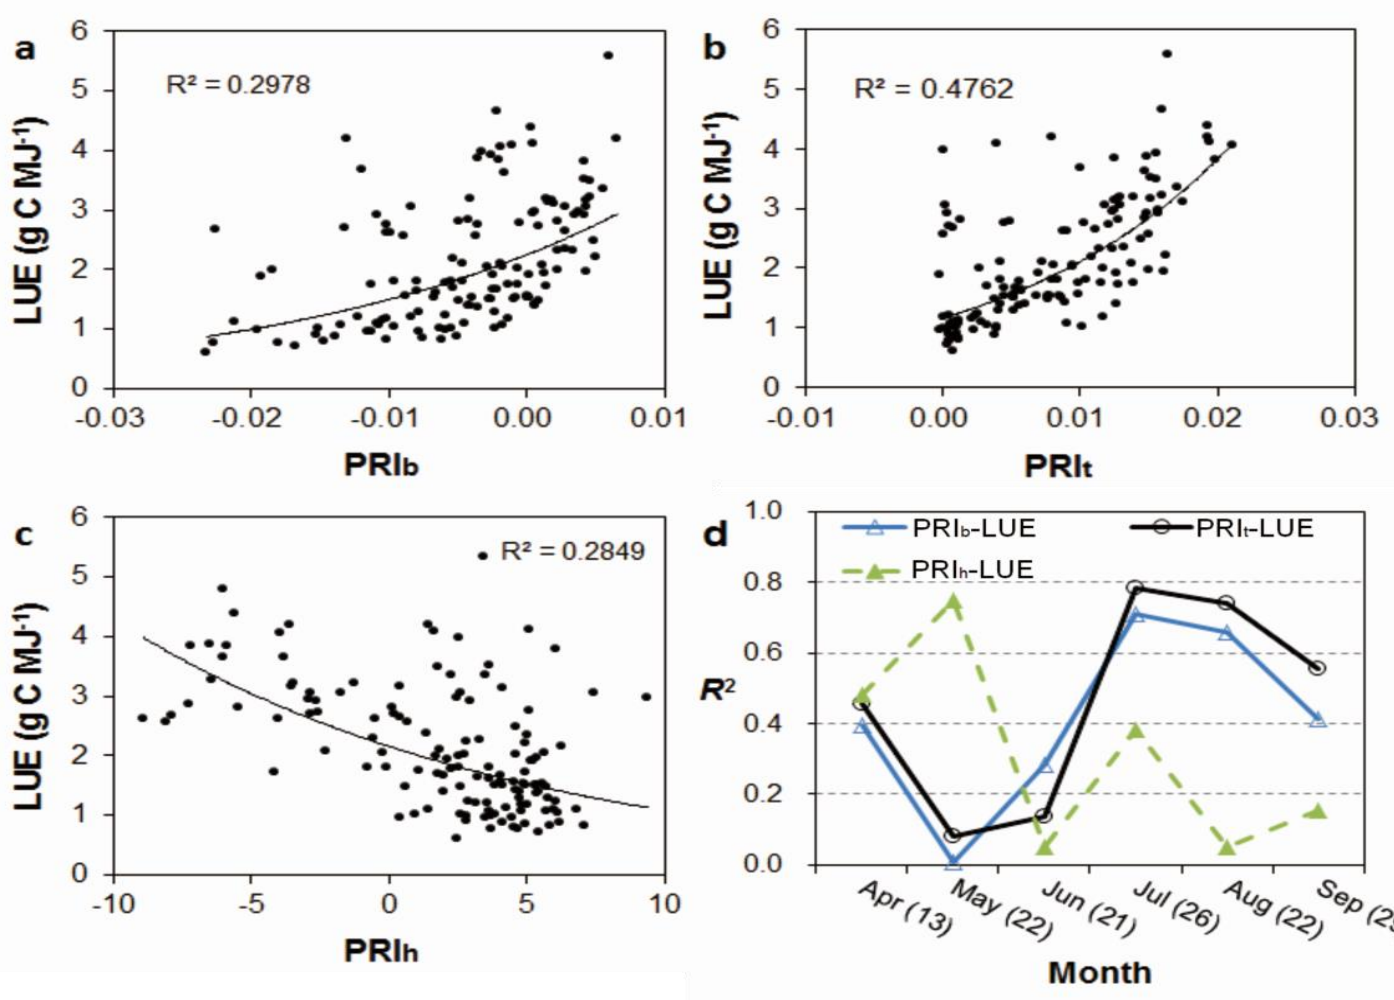 a
R² = 0.2978
LUE (g C MJ⁻¹)
6
5
4
3
2
1
0
-0.03 -0.02 -0.01 0.00 0.01
PRIb
b
R² = 0.4762
LUE (g C MJ⁻¹)
6
5
4
3
2
1
0
-0.01 0.00 0.01 0.02 0.03
PRIt
c
R² = 0.2849
LUE (g C MJ⁻¹)
6
5
4
3
2
1
0
-10 -5 0 5 10
PRIh
d
PRIb-LUE PRIt-LUE
PRIh-LUE
R²
1.0
0.8
0.6
0.4
0.2
0.0
Apr (13) May (22) Jun (21) Jul (26) Aug (22) Sep
Month